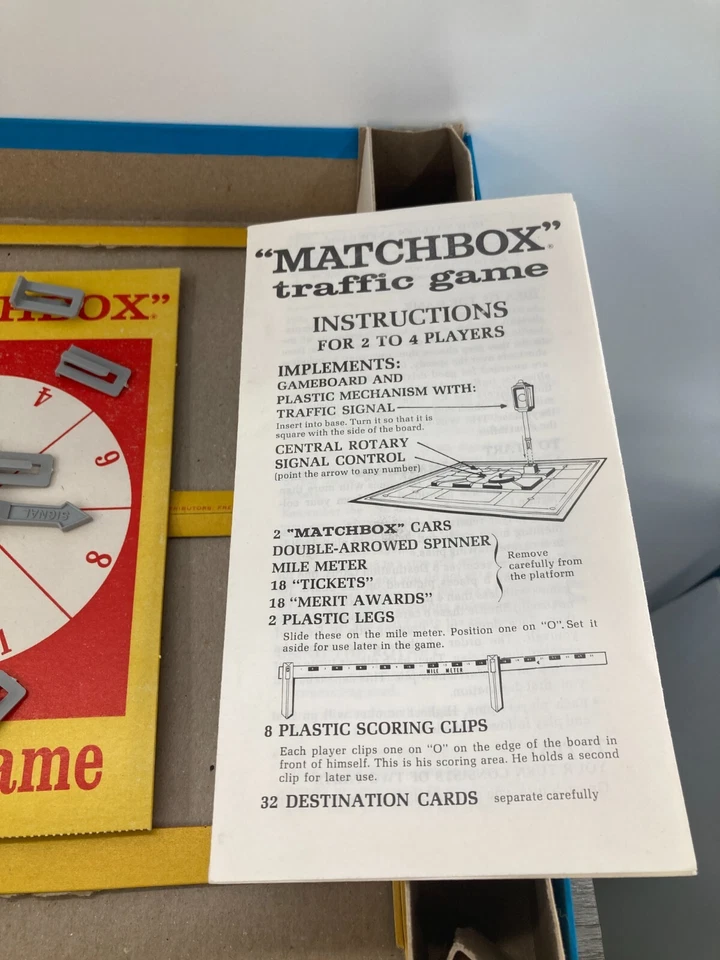 "MATCHBOX"®
traffic game
INSTRUCTIONS
FOR 2 TO 4 PLAYERS
IMPLEMENTS:
GAMEBOARD AND
PLASTIC MECHANISM WITH:
TRAFFIC SIGNAL
Insert into base. Turn it so that it is
square with the side of the board.
CENTRAL ROTARY
SIGNAL CONTROL
(point the arrow to any number)
2 "MATCHBOX" CARS
DOUBLE-ARROWED SPINNER
MILE METER
18 "TICKETS"
18 "MERIT AWARDS"
Remove
carefully from
the platform
2 PLASTIC LEGS
Slide these on the mile meter. Position one on "O". Set it
aside for use later in the game.
MILE METER
8 PLASTIC SCORING CLIPS
Each player clips one on "O" on the edge of the board in
front of himself. This is his scoring area. He holds a second
clip for later use.
32 DESTINATION CARDS separate carefully
HBOX"®
4
6
8
SIGNAL
1
ame